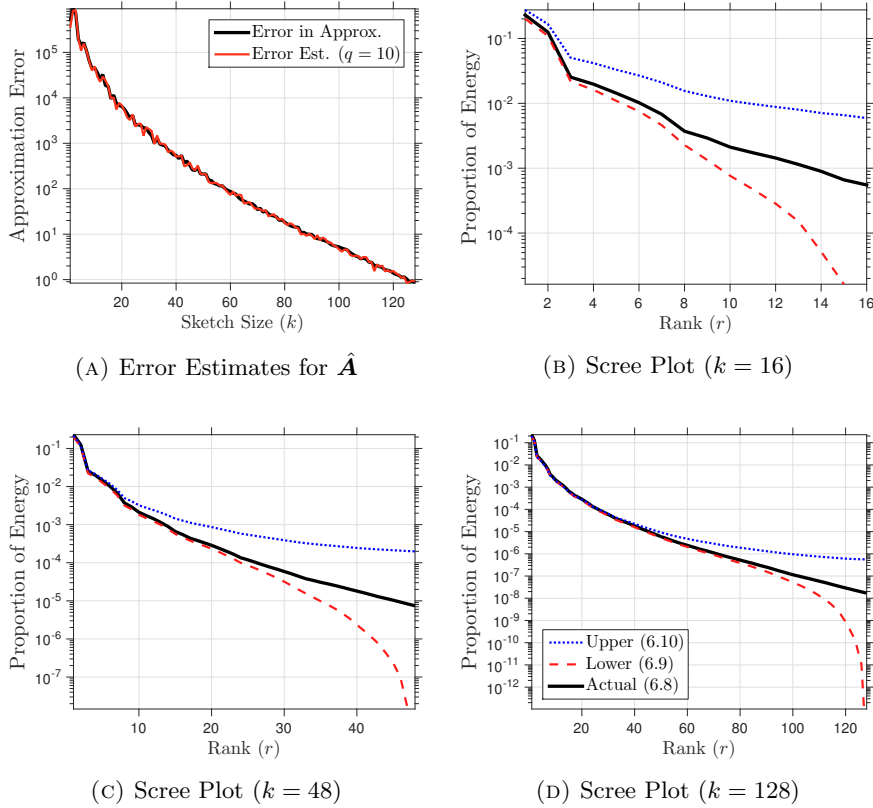 Approximation Error
10^5
10^4
10^3
10^2
10^1
10^0
Error in Approx.
Error Est. (q = 10)
20 40 60 80 100 120
Sketch Size (k)
(A) Error Estimates for Â
Proportion of Energy
10^-1
10^-2
10^-3
10^-4
2 4 6 8 10 12 14 16
Rank (r)
(B) Scree Plot (k = 16)
Proportion of Energy
10^-1
10^-2
10^-3
10^-4
10^-5
10^-6
10^-7
10 20 30 40
Rank (r)
(C) Scree Plot (k = 48)
Proportion of Energy
10^-1
10^-2
10^-3
10^-4
10^-5
10^-6
10^-7
10^-8
10^-9
10^-10
10^-11
10^-12
Upper (6.10)
Lower (6.9)
Actual (6.8)
20 40 60 80 100 120
Rank (r)
(D) Scree Plot (k = 128)